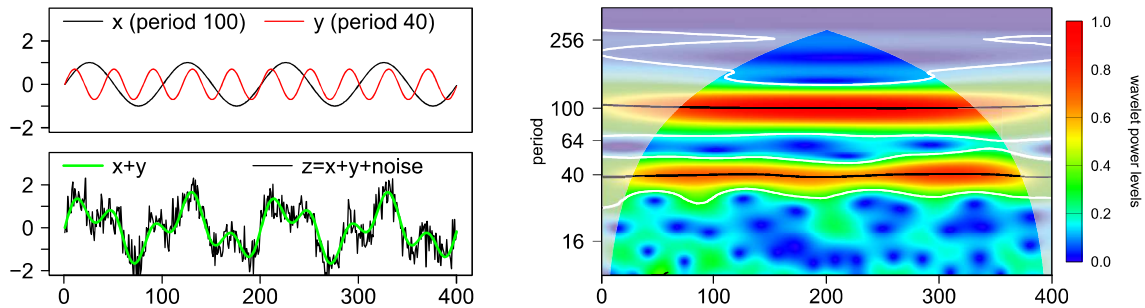 x (period 100) y (period 40)
2
0
−2
x+y z=x+y+noise
2
0
−2
0 100 200 300 400
period
256
100
64
40
16
0 100 200 300 400
1.0
0.8
0.6
0.4
0.2
0.0
wavelet power levels